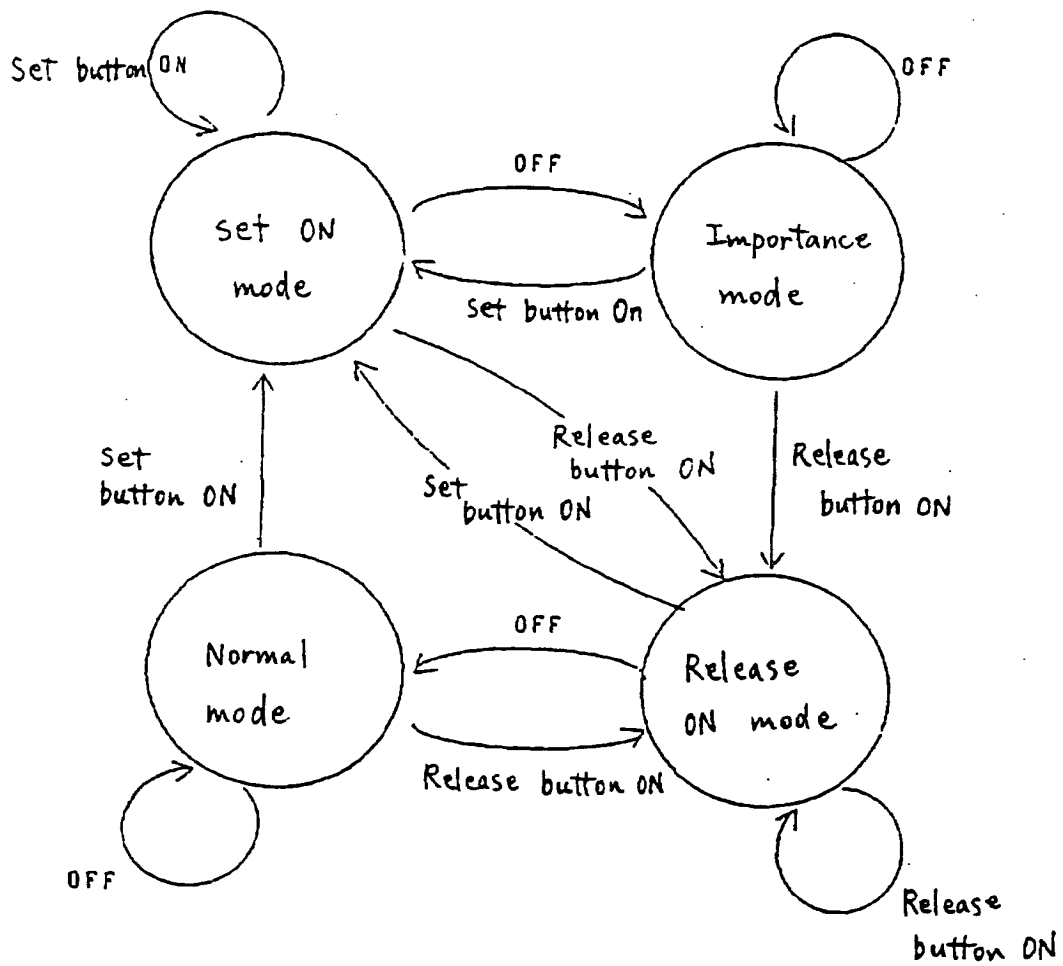 Set button ON
OFF
OFF
Set ON
mode
Importance
mode
Set button On
Release
button ON
Release
button ON
Set
button ON
Set
button ON
OFF
Normal
mode
Release
ON mode
Release button ON
OFF
Release
button ON